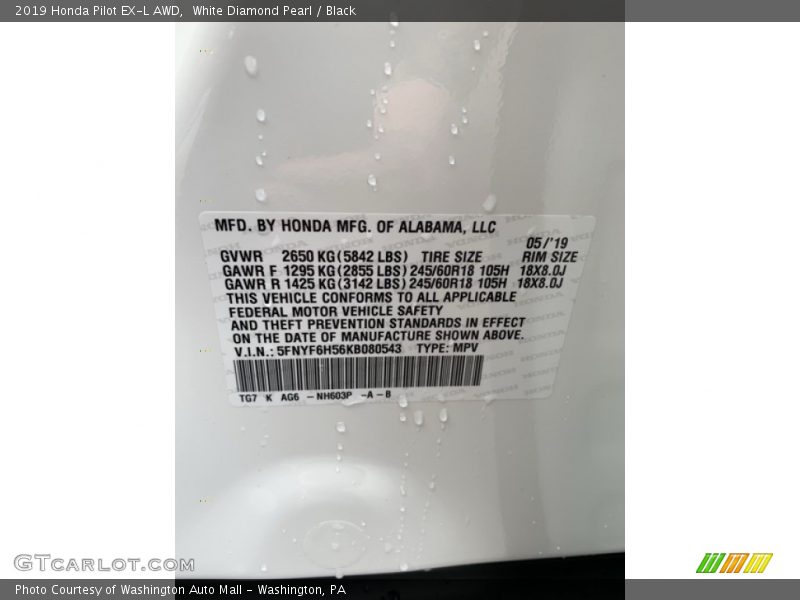 2019 Honda Pilot EX-L AWD, White Diamond Pearl / Black
MFD. BY HONDA MFG. OF ALABAMA, LLC
05/'19
GVWR 2650 KG(5842 LBS) TIRE SIZE RIM SIZE
GAWR F 1295 KG(2855 LBS) 245/60R18 105H 18X8.0J
GAWR R 1425 KG(3142 LBS) 245/60R18 105H 18X8.0J
THIS VEHICLE CONFORMS TO ALL APPLICABLE
FEDERAL MOTOR VEHICLE SAFETY
AND THEFT PREVENTION STANDARDS IN EFFECT
ON THE DATE OF MANUFACTURE SHOWN ABOVE.
V.I.N.: 5FNYF6H56KB080543 TYPE: MPV
TG7 K AG6 -NH603P -A-B
GTCARLOT.COM
Photo Courtesy of Washington Auto Mall - Washington, PA